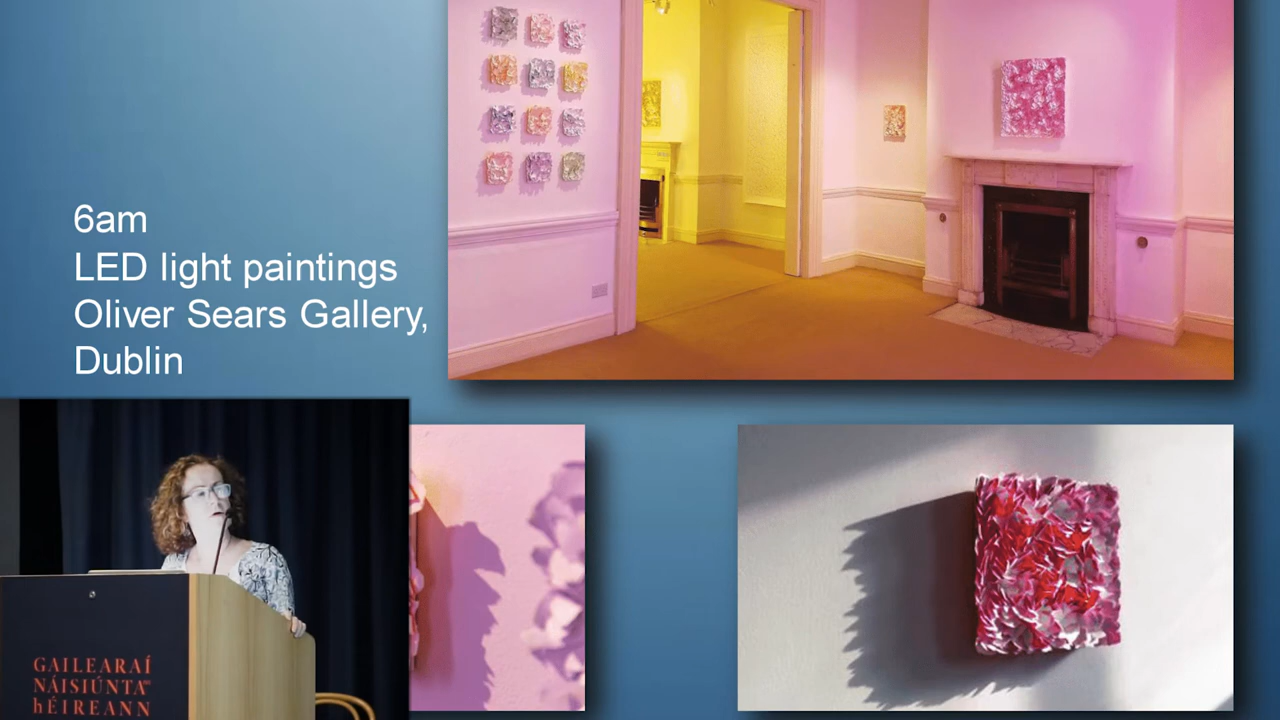 6am
LED light paintings
Oliver Sears Gallery,
Dublin
GAILEARAÍ
NÁISIÚNTA
hÉIREANN